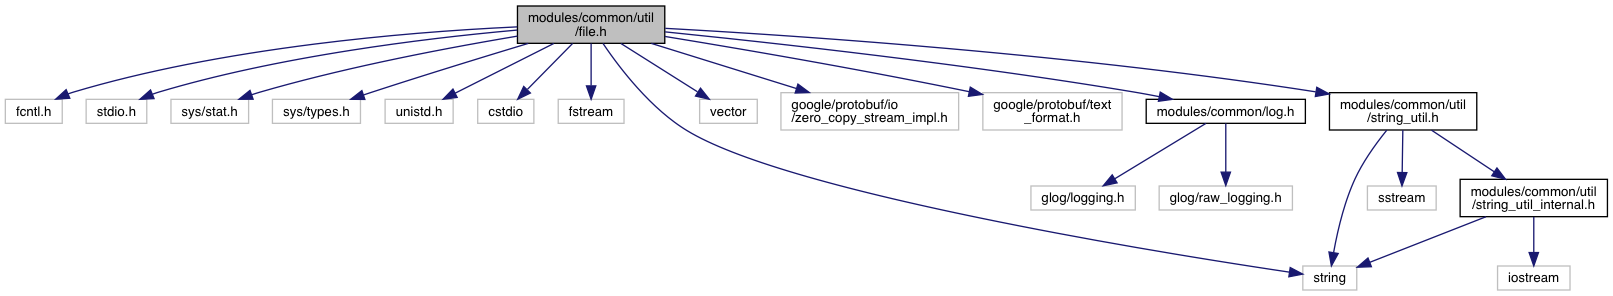 modules/common/util
/file.h
fcntl.h
stdio.h
sys/stat.h
sys/types.h
unistd.h
cstdio
fstream
vector
google/protobuf/io
/zero_copy_stream_impl.h
google/protobuf/text
_format.h
modules/common/log.h
modules/common/util
/string_util.h
glog/logging.h
glog/raw_logging.h
sstream
modules/common/util
/string_util_internal.h
string
iostream